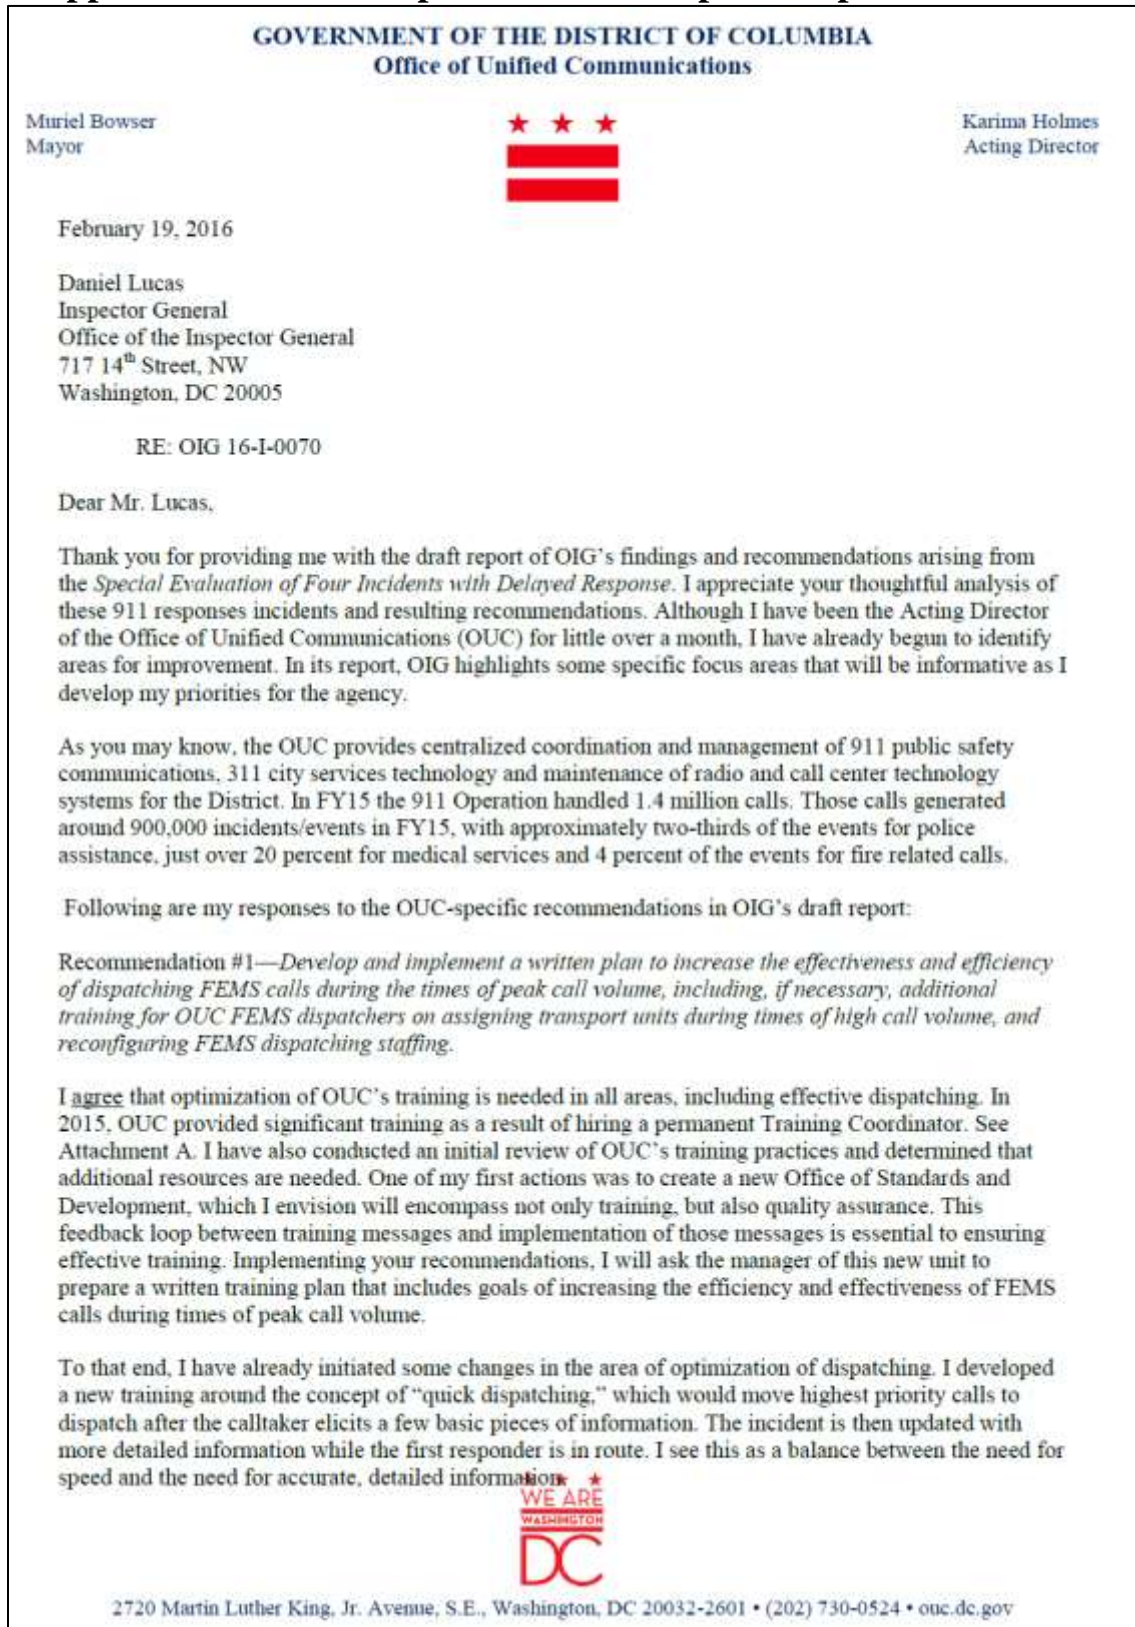 GOVERNMENT OF THE DISTRICT OF COLUMBIA
Office of Unified Communications
Muriel Bowser
Mayor
Karima Holmes
Acting Director
February 19, 2016
Daniel Lucas
Inspector General
Office of the Inspector General
717 14th Street, NW
Washington, DC 20005
RE: OIG 16-I-0070
Dear Mr. Lucas,
Thank you for providing me with the draft report of OIG's findings and recommendations arising from
the Special Evaluation of Four Incidents with Delayed Response. I appreciate your thoughtful analysis of
these 911 responses incidents and resulting recommendations. Although I have been the Acting Director
of the Office of Unified Communications (OUC) for little over a month, I have already begun to identify
areas for improvement. In its report, OIG highlights some specific focus areas that will be informative as I
develop my priorities for the agency.
As you may know, the OUC provides centralized coordination and management of 911 public safety
communications, 311 city services technology and maintenance of radio and call center technology
systems for the District. In FY15 the 911 Operation handled 1.4 million calls. Those calls generated
around 900,000 incidents/events in FY15, with approximately two-thirds of the events for police
assistance, just over 20 percent for medical services and 4 percent of the events for fire related calls.
Following are my responses to the OUC-specific recommendations in OIG's draft report:
Recommendation #1—Develop and implement a written plan to increase the effectiveness and efficiency
of dispatching FEMS calls during the times of peak call volume, including, if necessary, additional
training for OUC FEMS dispatchers on assigning transport units during times of high call volume, and
reconfiguring FEMS dispatching staffing.
I agree that optimization of OUC's training is needed in all areas, including effective dispatching. In
2015, OUC provided significant training as a result of hiring a permanent Training Coordinator. See
Attachment A. I have also conducted an initial review of OUC's training practices and determined that
additional resources are needed. One of my first actions was to create a new Office of Standards and
Development, which I envision will encompass not only training, but also quality assurance. This
feedback loop between training messages and implementation of those messages is essential to ensuring
effective training. Implementing your recommendations, I will ask the manager of this new unit to
prepare a written training plan that includes goals of increasing the efficiency and effectiveness of FEMS
calls during times of peak call volume.
To that end, I have already initiated some changes in the area of optimization of dispatching. I developed
a new training around the concept of "quick dispatching," which would move highest priority calls to
dispatch after the calltaker elicits a few basic pieces of information. The incident is then updated with
more detailed information while the first responder is in route. I see this as a balance between the need for
speed and the need for accurate, detailed information.
WE ARE
WASHINGTON
DC
2720 Martin Luther King, Jr. Avenue, S.E., Washington, DC 20032-2601 • (202) 730-0524 • ouc.dc.gov